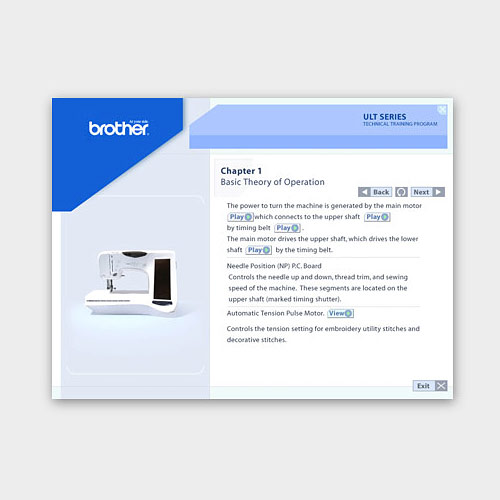 at your side
brother
ULT SERIES
TECHNICAL TRAINING PROGRAM
Chapter 1
Basic Theory of Operation
Back Next
The power to turn the machine is generated by the main motor
Play which connects to the upper shaft Play
by timing belt Play .
The main motor drives the upper shaft, which drives the lower
shaft Play by the timing belt.
Needle Position (NP) P.C. Board
Controls the needle up and down, thread trim, and sewing
speed of the machine. These segments are located on the
upper shaft (marked timing shutter).
Automatic Tension Pulse Motor. View
Controls the tension setting for embroidery utility stitches and
decorative stitches.
Exit